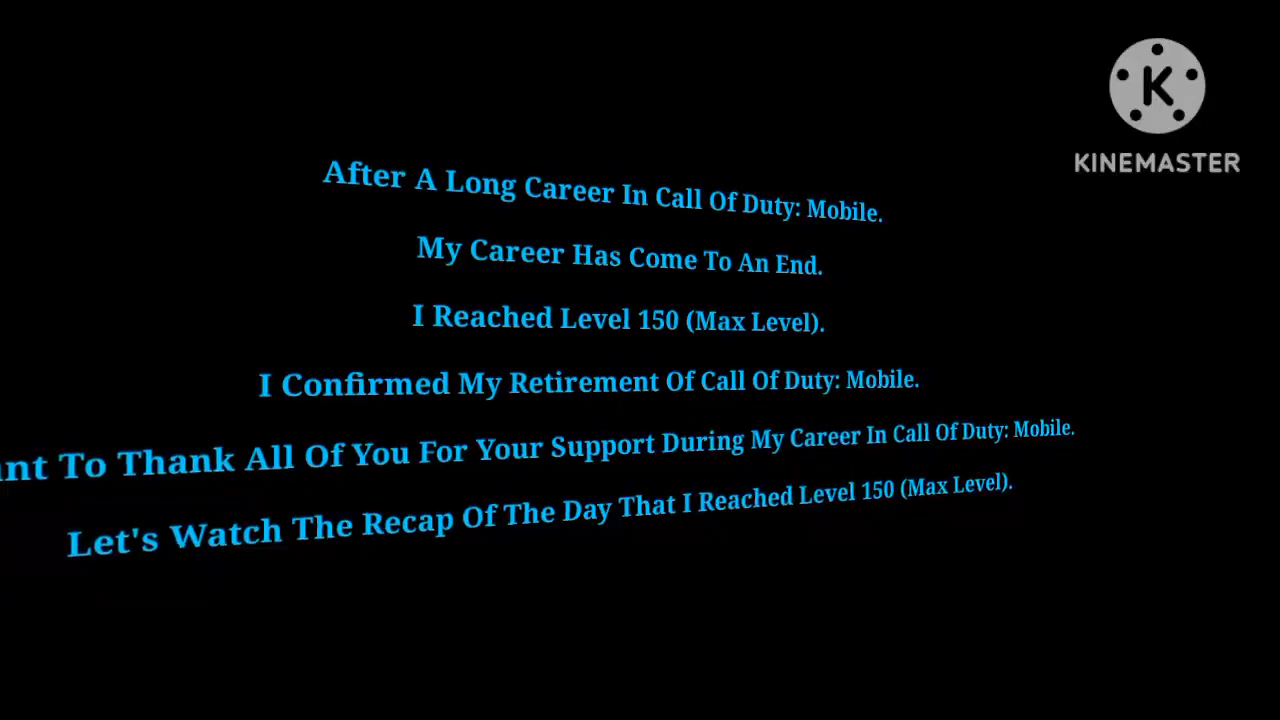 After A Long Career In Call Of Duty: Mobile.
My Career Has Come To An End.
I Reached Level 150 (Max Level).
I Confirmed My Retirement Of Call Of Duty: Mobile.
To Thank All Of You For Your Support During My Career In Call Of Duty: Mobile.
Let's Watch The Recap Of The Day That I Reached Level 150 (Max Level).
K
KINEMASTER